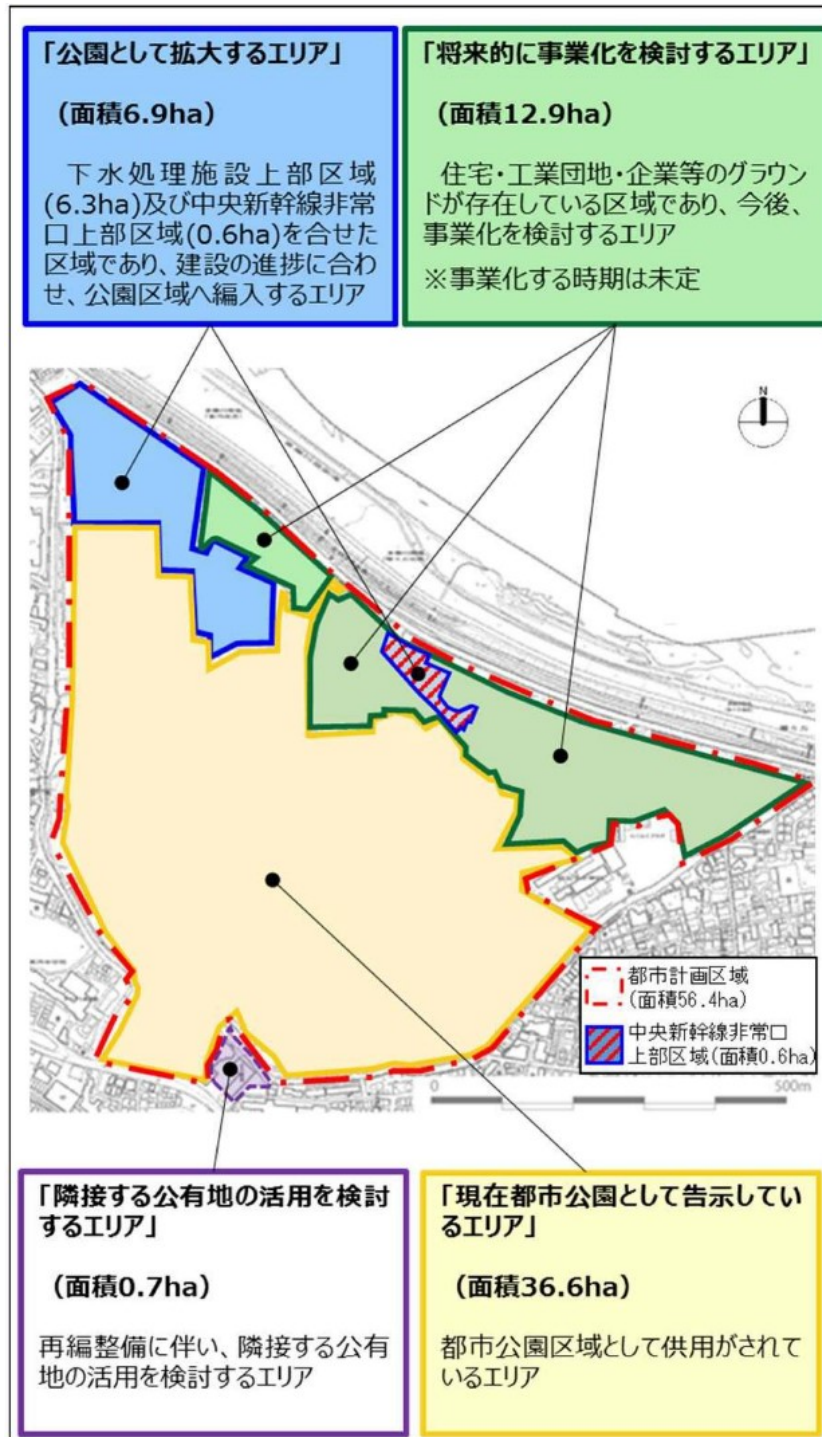 「公園として拡大するエリア」
（面積6.9ha）
下水処理施設上部区域
(6.3ha)及び中央新幹線非常
口上部区域(0.6ha)を合せた
区域であり、建設の進捗に合わ
せ、公園区域へ編入するエリア
「将来的に事業化を検討するエリア」
（面積12.9ha）
住宅・工業団地・企業等のグラウン
ドが存在している区域であり、今後、
事業化を検討するエリア
※事業化する時期は未定
N
都市計画区域
(面積56.4ha)
中央新幹線非常口
上部区域(面積0.6ha)
0
500m
「隣接する公有地の活用を検討
するエリア」
（面積0.7ha）
再編整備に伴い、隣接する公有
地の活用を検討するエリア
「現在都市公園として告示してい
るエリア」
（面積36.6ha）
都市公園区域として供用がされて
いるエリア